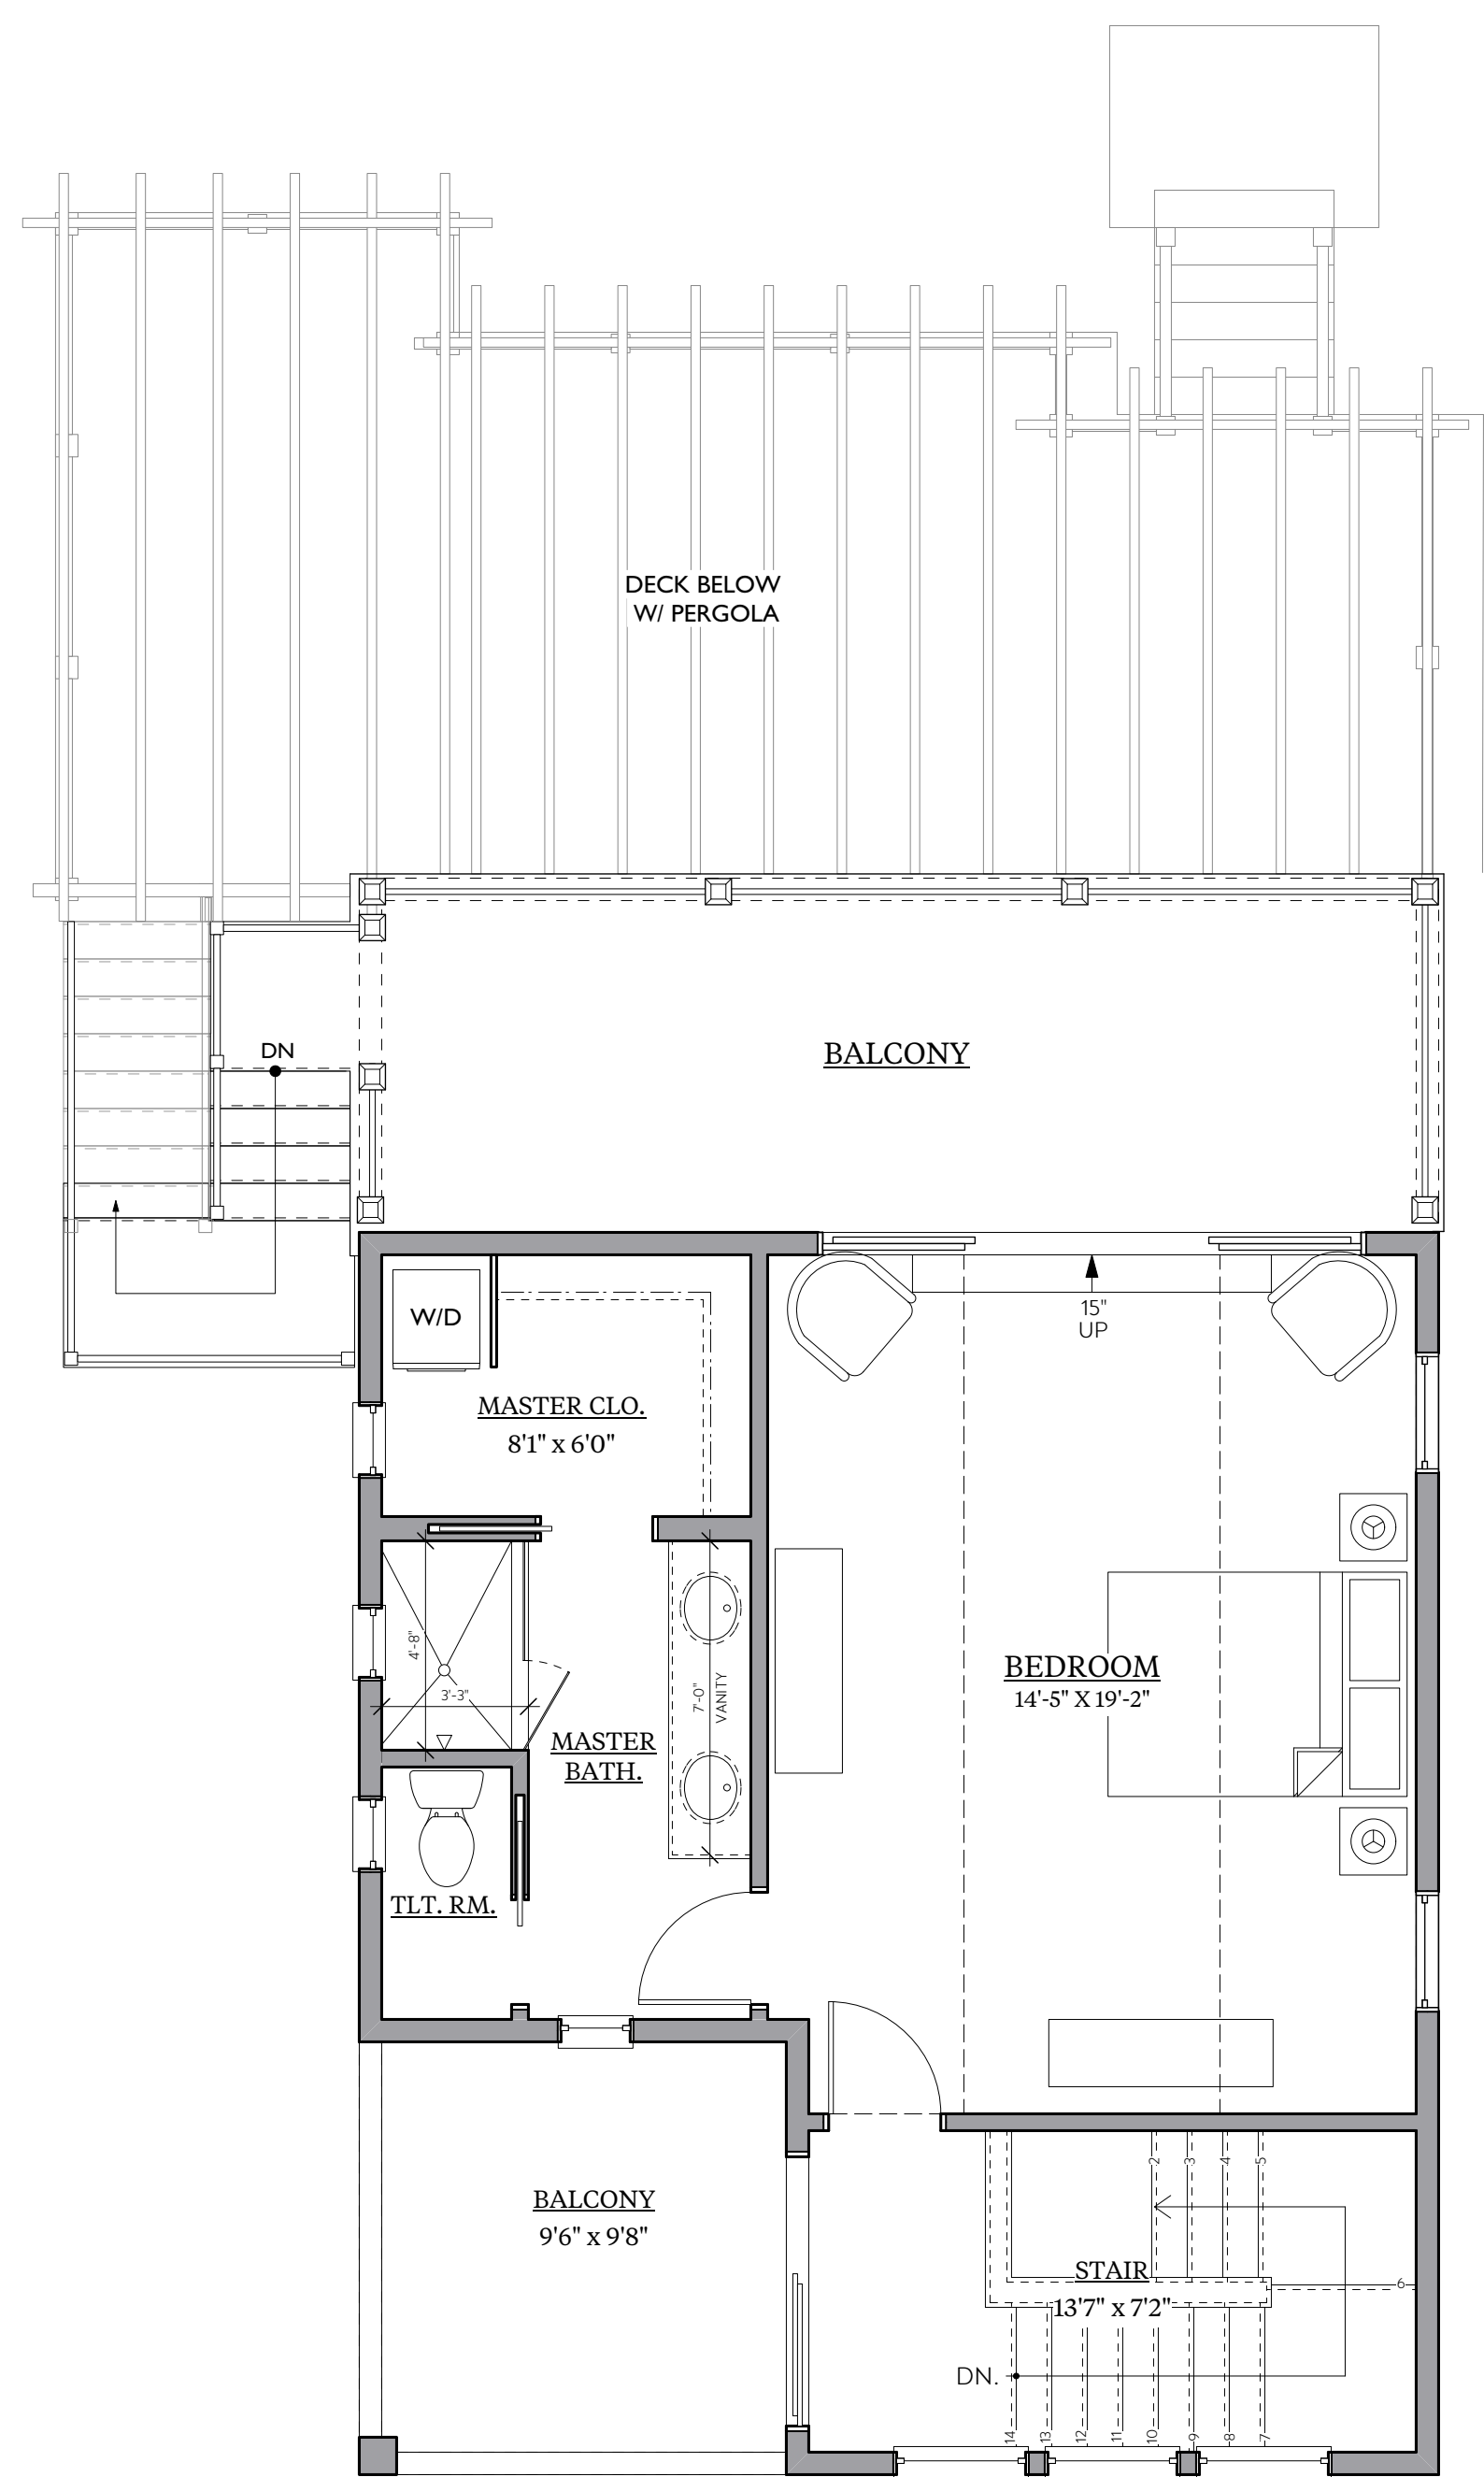 DECK BELOW
W/ PERGOLA
BALCONY
DN
15"
UP
W/D
MASTER CLO.
8'1" x 6'0"
4'-8"
3'-3"
7'-0"
VANITY
MASTER
BATH.
BEDROOM
14'-5" X 19'-2"
TLT. RM.
BALCONY
9'6" x 9'8"
2
3
4
5
STAIR
13'7" x 7'2"
6
DN.
14
13
12
11
10
9
8
7